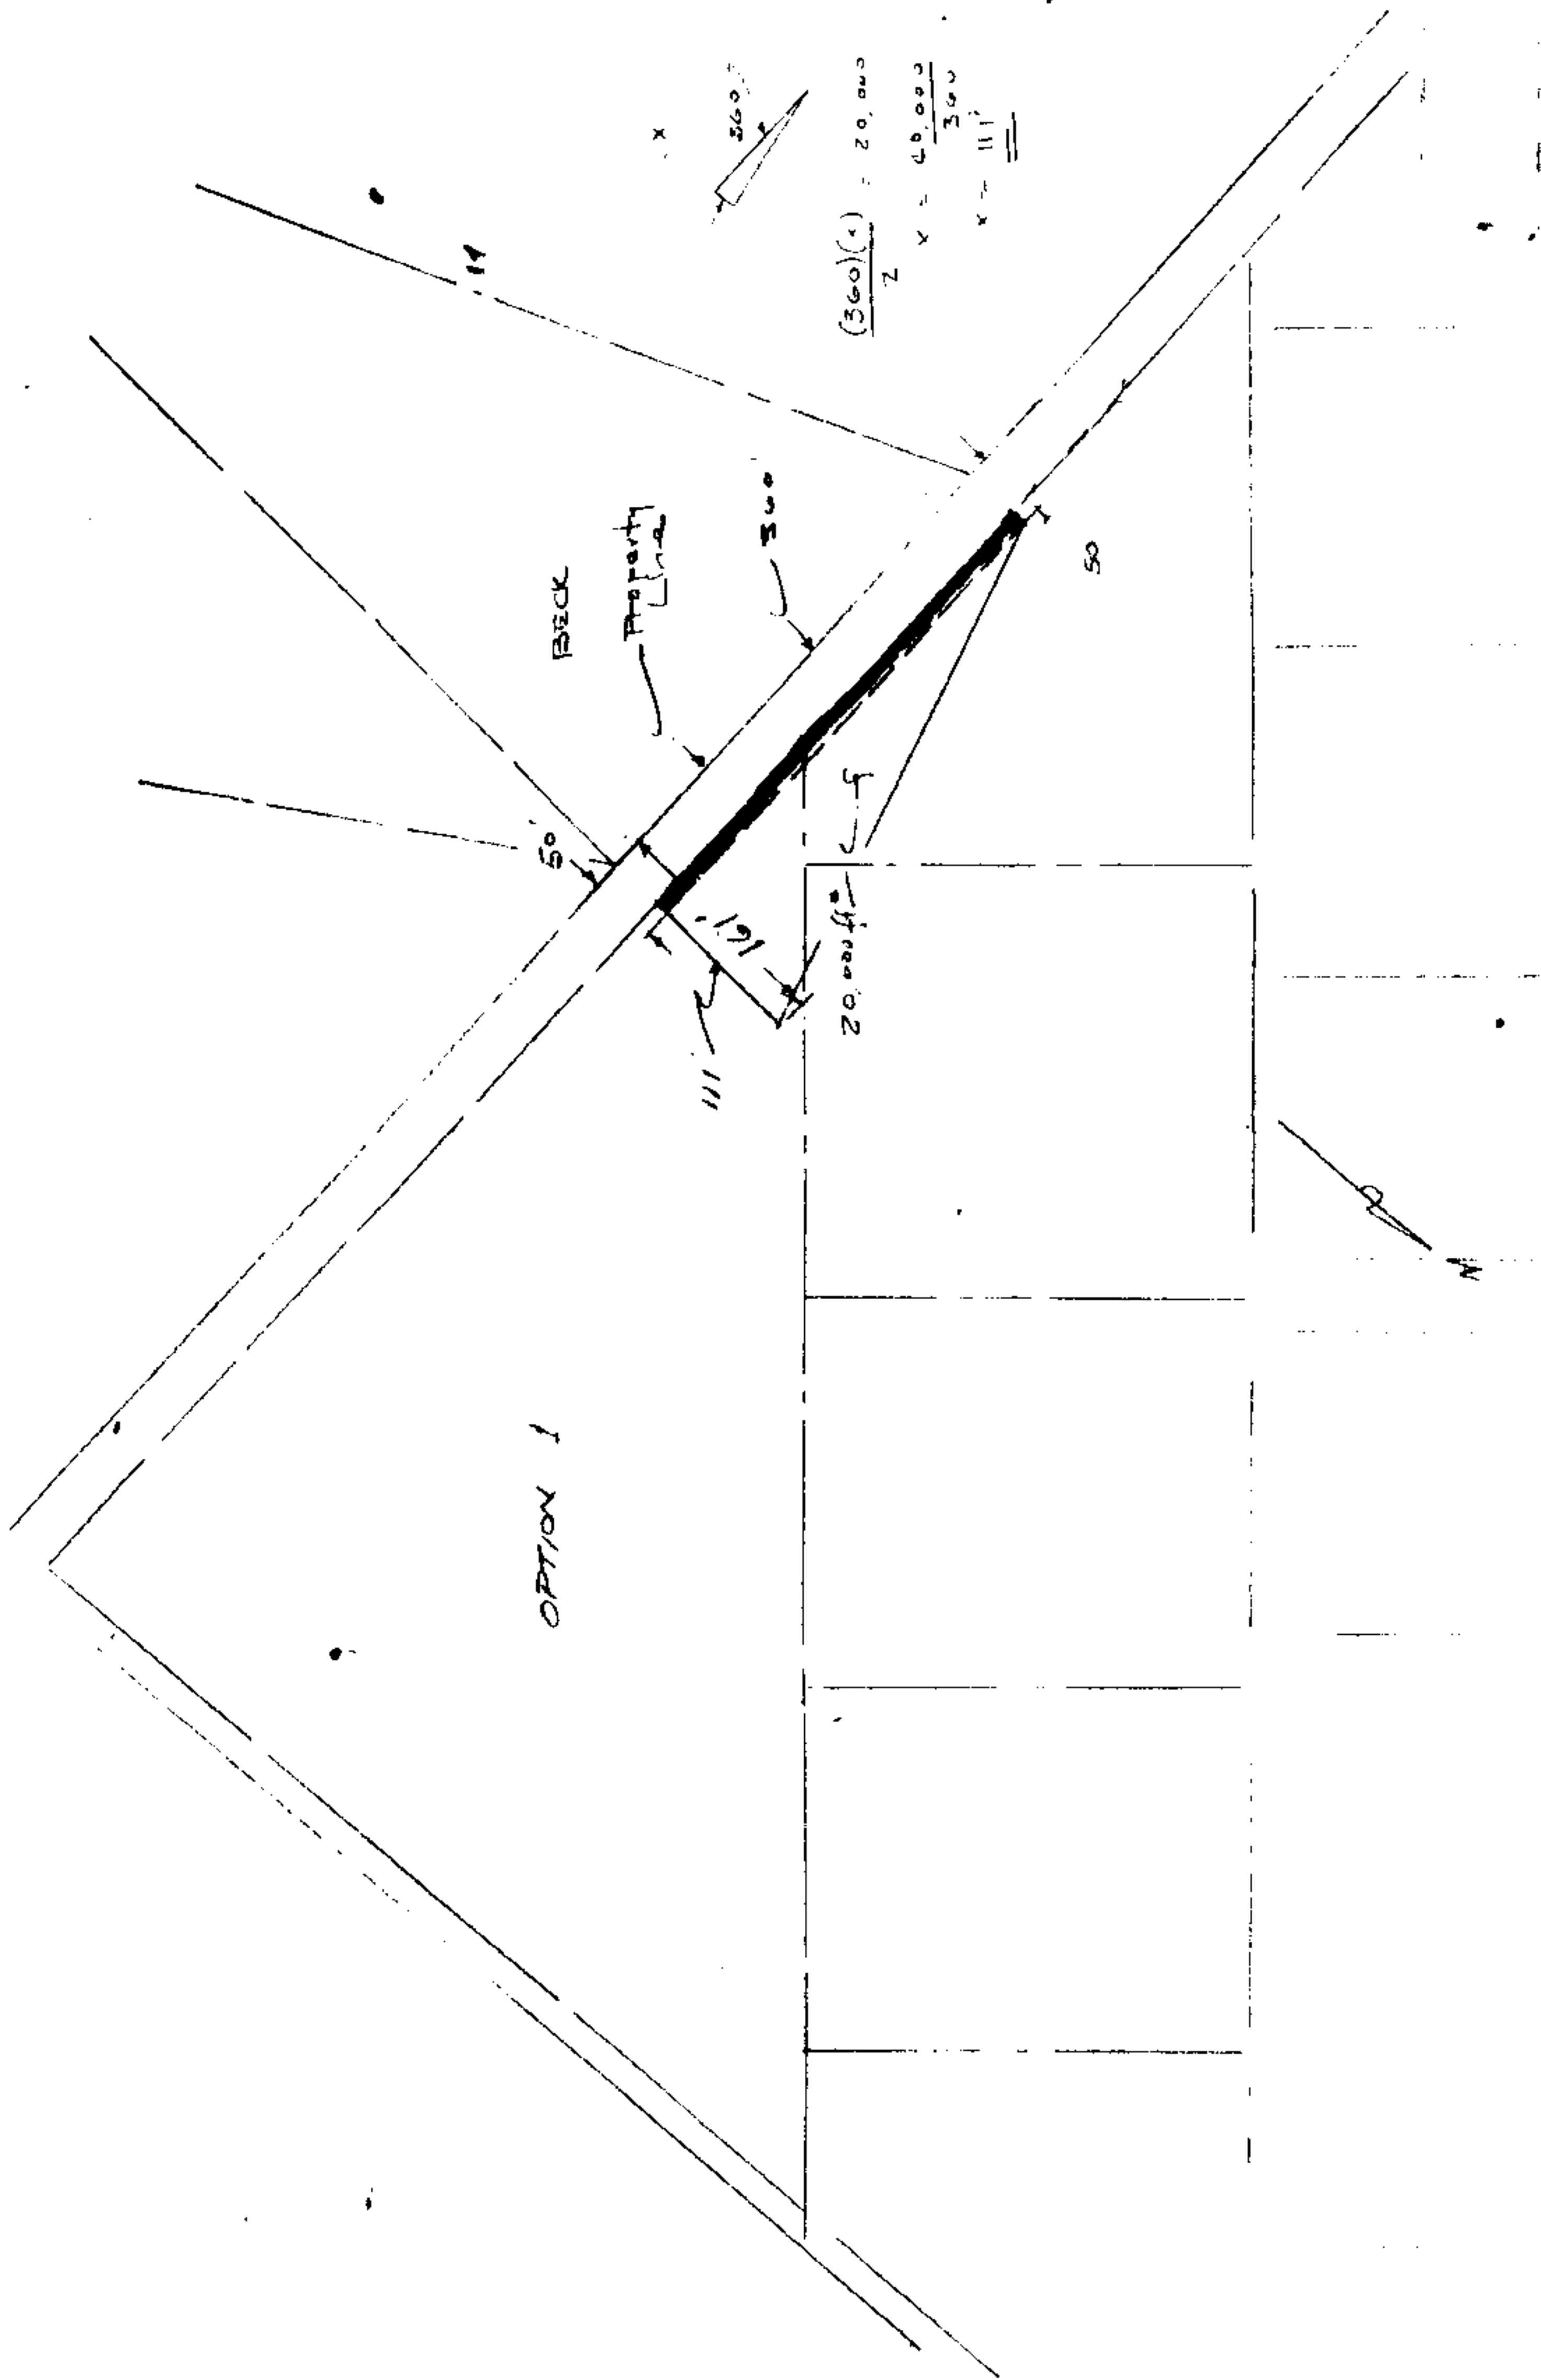 OPTION 1
BECK
Property
Line
50'
360'
111'
161'
20,000 ft²
50
x
360'
(360)(x) = 20,000
2
x = 40,000
360
x = 111'
N